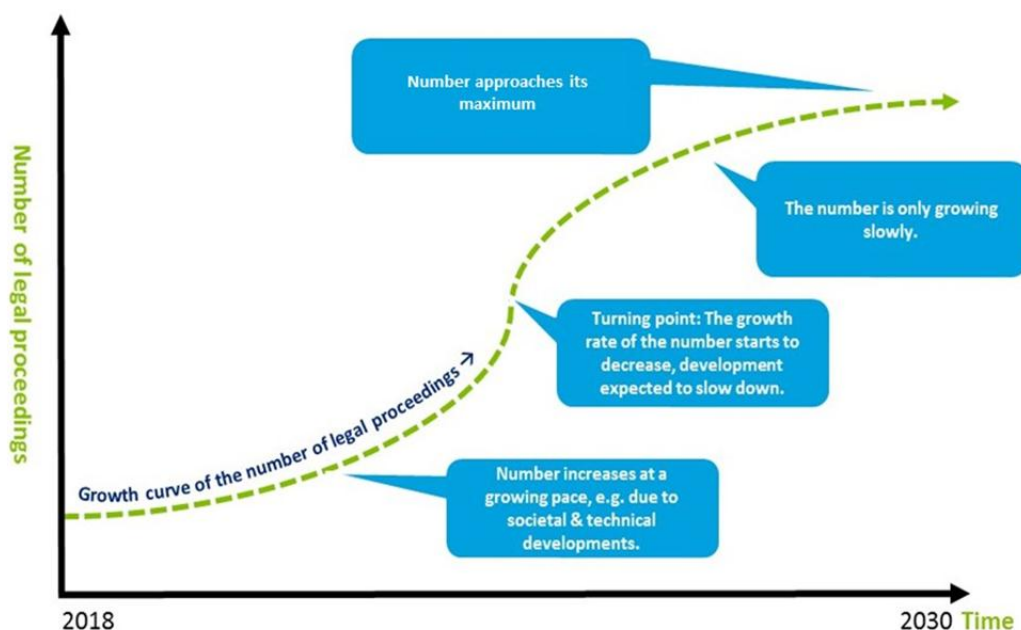 Number of legal proceedings
Number approaches its
maximum
The number is only growing
slowly.
Turning point: The growth
rate of the number starts to
decrease, development
expected to slow down.
Growth curve of the number of legal proceedings →
Number increases at a
growing pace, e.g. due to
societal & technical
developments.
2018
2030 Time